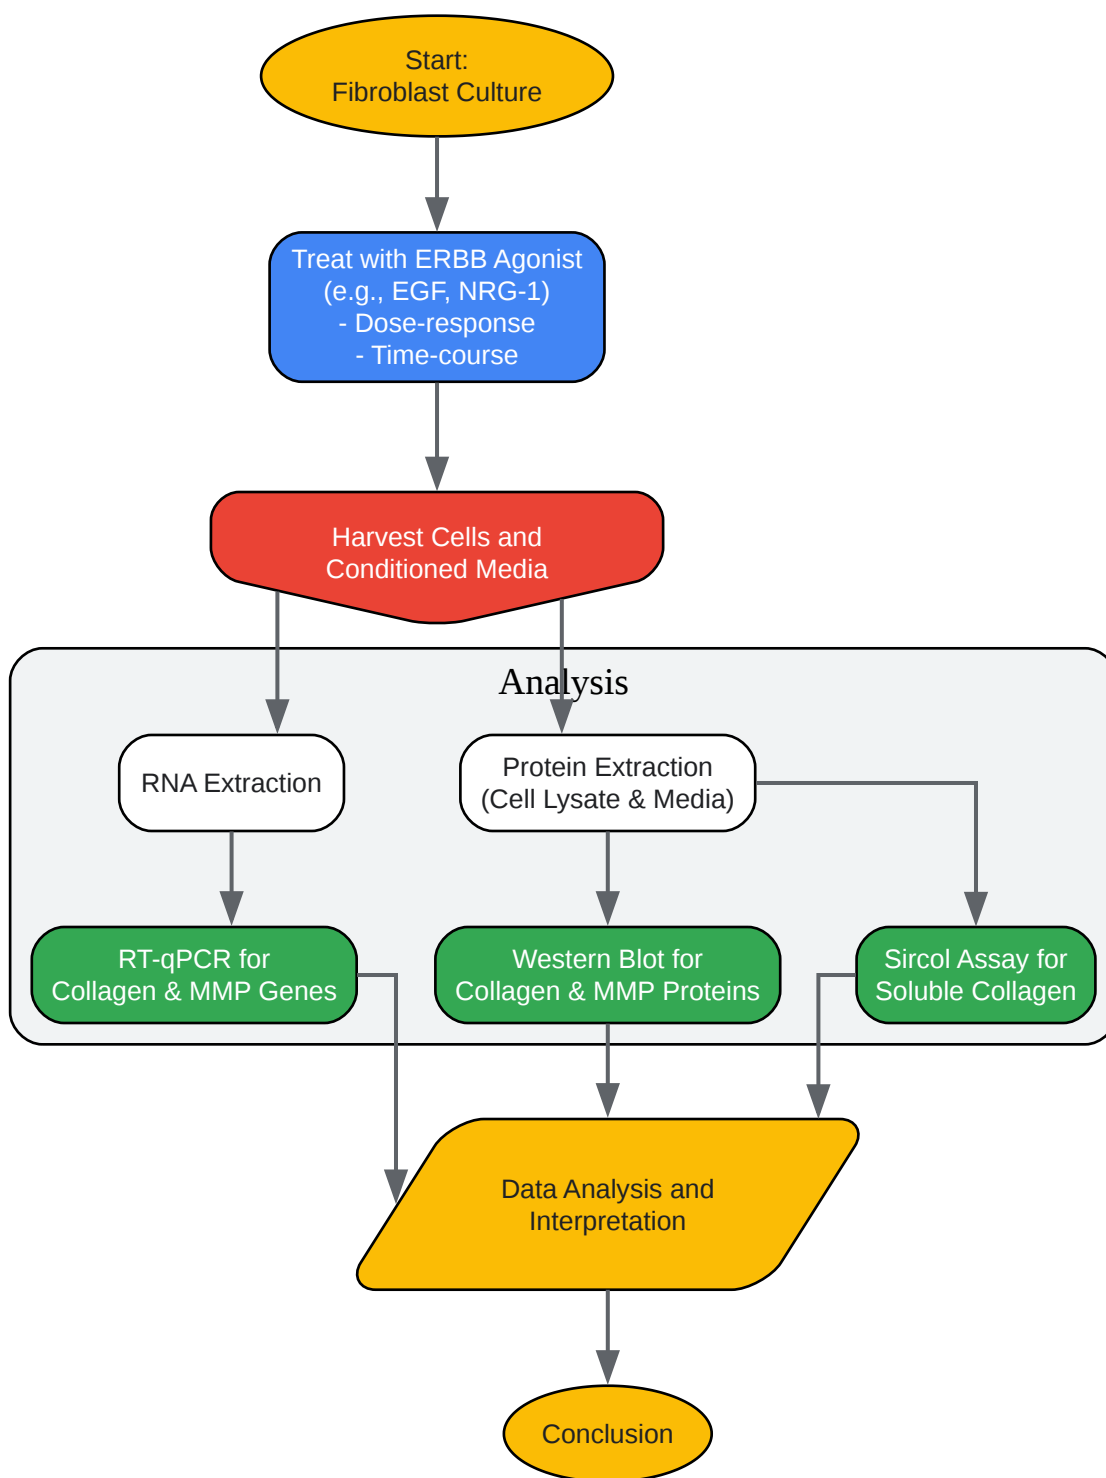 Start:
Fibroblast Culture
Treat with ERBB Agonist
(e.g., EGF, NRG-1)
- Dose-response
- Time-course
Harvest Cells and
Conditioned Media
Analysis
RNA Extraction
Protein Extraction
(Cell Lysate & Media)
RT-qPCR for
Collagen & MMP Genes
Western Blot for
Collagen & MMP Proteins
Sircol Assay for
Soluble Collagen
Data Analysis and
Interpretation
Conclusion